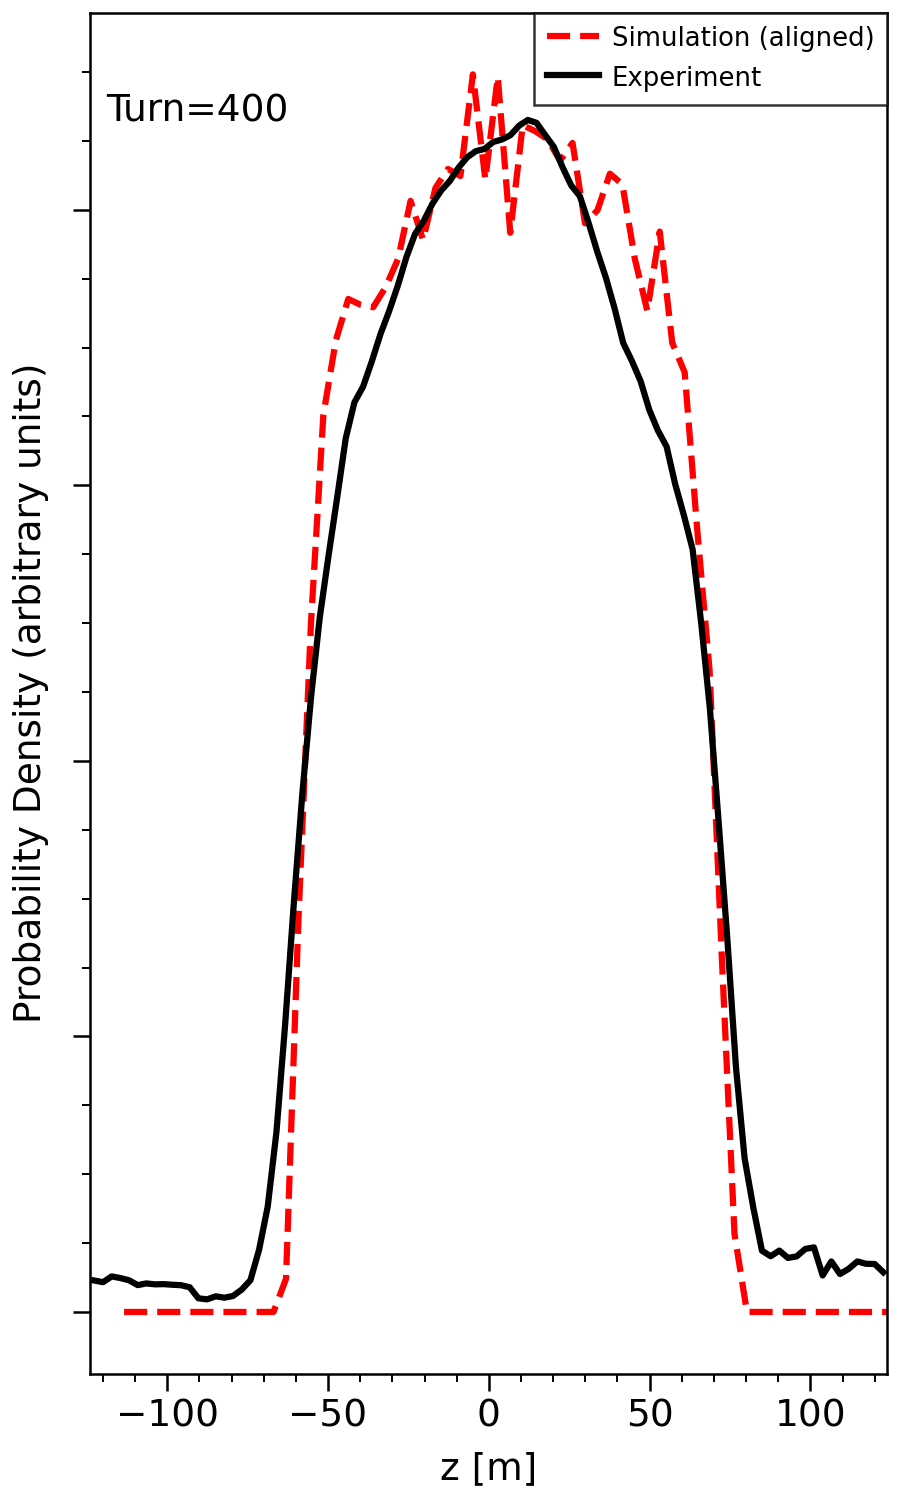 Simulation (aligned)
Experiment
Turn=400
Probability Density (arbitrary units)
−100 −50 0 50 100
z [m]